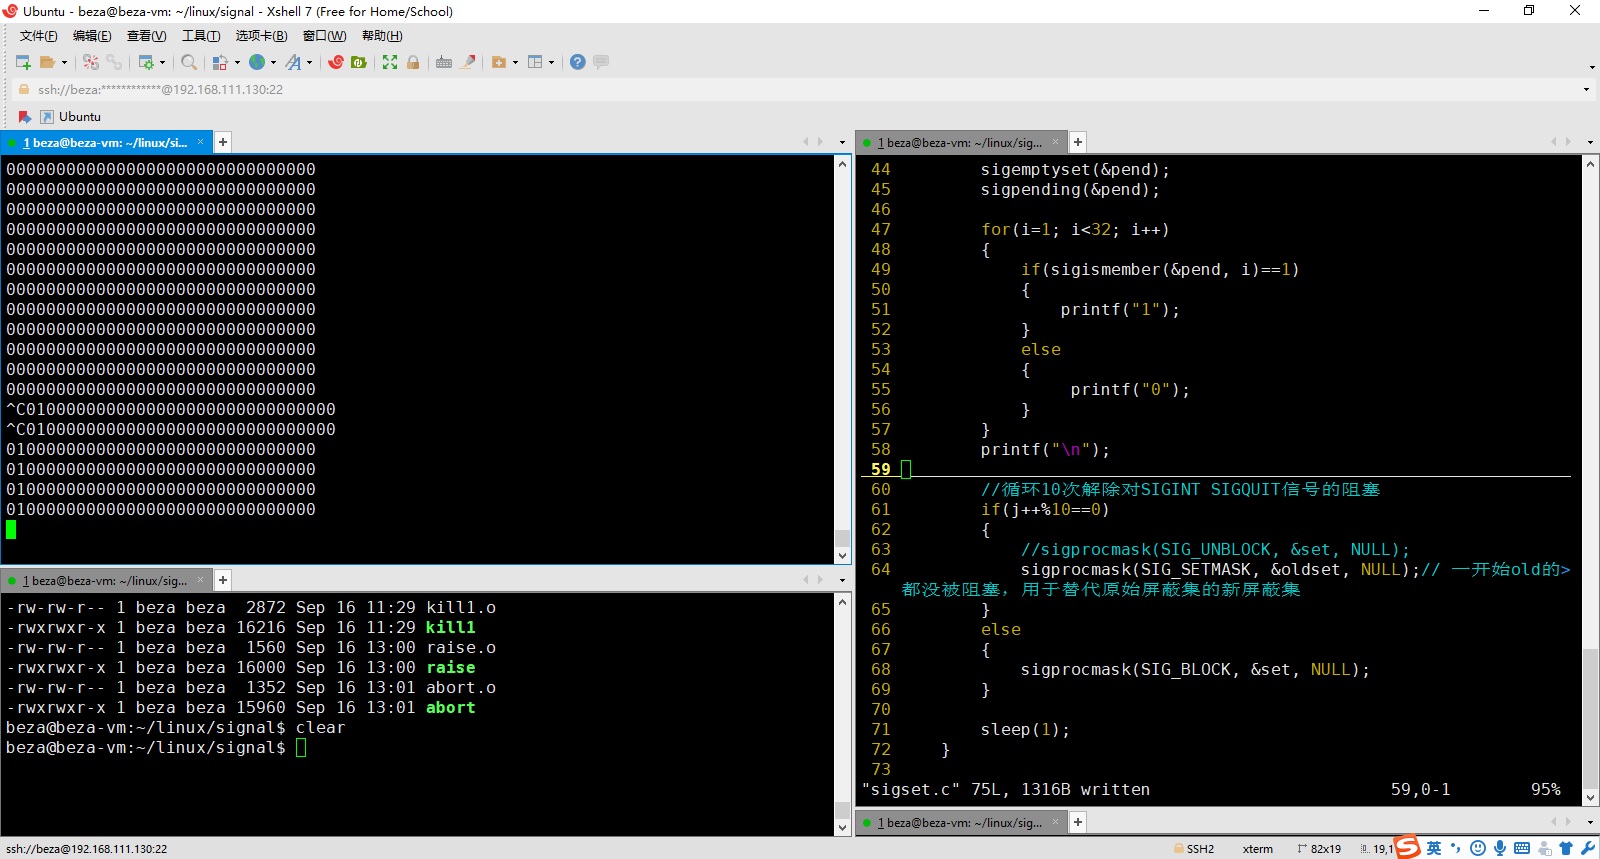 Ubuntu - beza@beza-vm: ~/linux/signal - Xshell 7 (Free for Home/School)
文件(F) 编辑(E) 查看(V) 工具(T) 选项卡(B) 窗口(W) 帮助(H)
ssh://beza:************@192.168.111.130:22
Ubuntu
1 beza@beza-vm: ~/linux/si... × +
0000000000000000000000000000000
0000000000000000000000000000000
0000000000000000000000000000000
0000000000000000000000000000000
0000000000000000000000000000000
0000000000000000000000000000000
0000000000000000000000000000000
0000000000000000000000000000000
0000000000000000000000000000000
0000000000000000000000000000000
0000000000000000000000000000000
0000000000000000000000000000000
^C0100000000000000000000000000000
^C0100000000000000000000000000000
0100000000000000000000000000000
0100000000000000000000000000000
0100000000000000000000000000000
0100000000000000000000000000000
1 beza@beza-vm: ~/linux/sig... × +
-rw-rw-r-- 1 beza beza  2872 Sep 16 11:29 kill1.o
-rwxrwxr-x 1 beza beza 16216 Sep 16 11:29 kill1
-rw-rw-r-- 1 beza beza  1560 Sep 16 13:00 raise.o
-rwxrwxr-x 1 beza beza 16000 Sep 16 13:00 raise
-rw-rw-r-- 1 beza beza  1352 Sep 16 13:01 abort.o
-rwxrwxr-x 1 beza beza 15960 Sep 16 13:01 abort
beza@beza-vm:~/linux/signal$ clear
beza@beza-vm:~/linux/signal$
1 beza@beza-vm: ~/linux/sig... × +
44         sigemptyset(&pend);
45         sigpending(&pend);
46
47         for(i=1; i<32; i++)
48         {
49             if(sigismember(&pend, i)==1)
50             {
51                 printf("1");
52             }
53             else
54             {
55                  printf("0");
56             }
57         }
58         printf("\n");
59
60         //循环10次解除对SIGINT SIGQUIT信号的阻塞
61         if(j++%10==0)
62         {
63             //sigprocmask(SIG_UNBLOCK, &set, NULL);
64             sigprocmask(SIG_SETMASK, &oldset, NULL);// 一开始old的>
都没被阻塞，用于替代原始屏蔽集的新屏蔽集
65         }
66         else
67         {
68             sigprocmask(SIG_BLOCK, &set, NULL);
69         }
70
71         sleep(1);
72     }
73
"sigset.c" 75L, 1316B written                        59,0-1        95%
1 beza@beza-vm: ~/linux/sig... × +
ssh://beza@192.168.111.130:22
SSH2 xterm 82x19 19,1
英